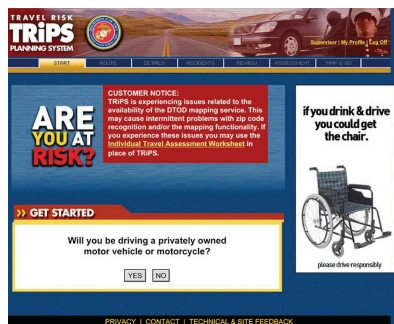 TRAVEL RISK
TRiPS
PLANNING SYSTEM
Supervisor | My Profile | Log Off
START ROUTE DETAILS ACCIDENTS REVIEW ASSESSMENT MAP & GO
ARE
YOU AT
RISK?
CUSTOMER NOTICE:
TRiPS is experiencing issues related to the
availability of the DTOD mapping service. This
may cause intermittent problems with zip code
recognition and/or the mapping functionality. If
you experience these issues you may use the
Individual Travel Assessment Worksheet in
place of TRiPS.
if you drink & drive
you could get
the chair.
please drive responsibly
>> GET STARTED
Will you be driving a privately owned
motor vehicle or motorcycle?
YES NO
PRIVACY | CONTACT | TECHNICAL & SITE FEEDBACK